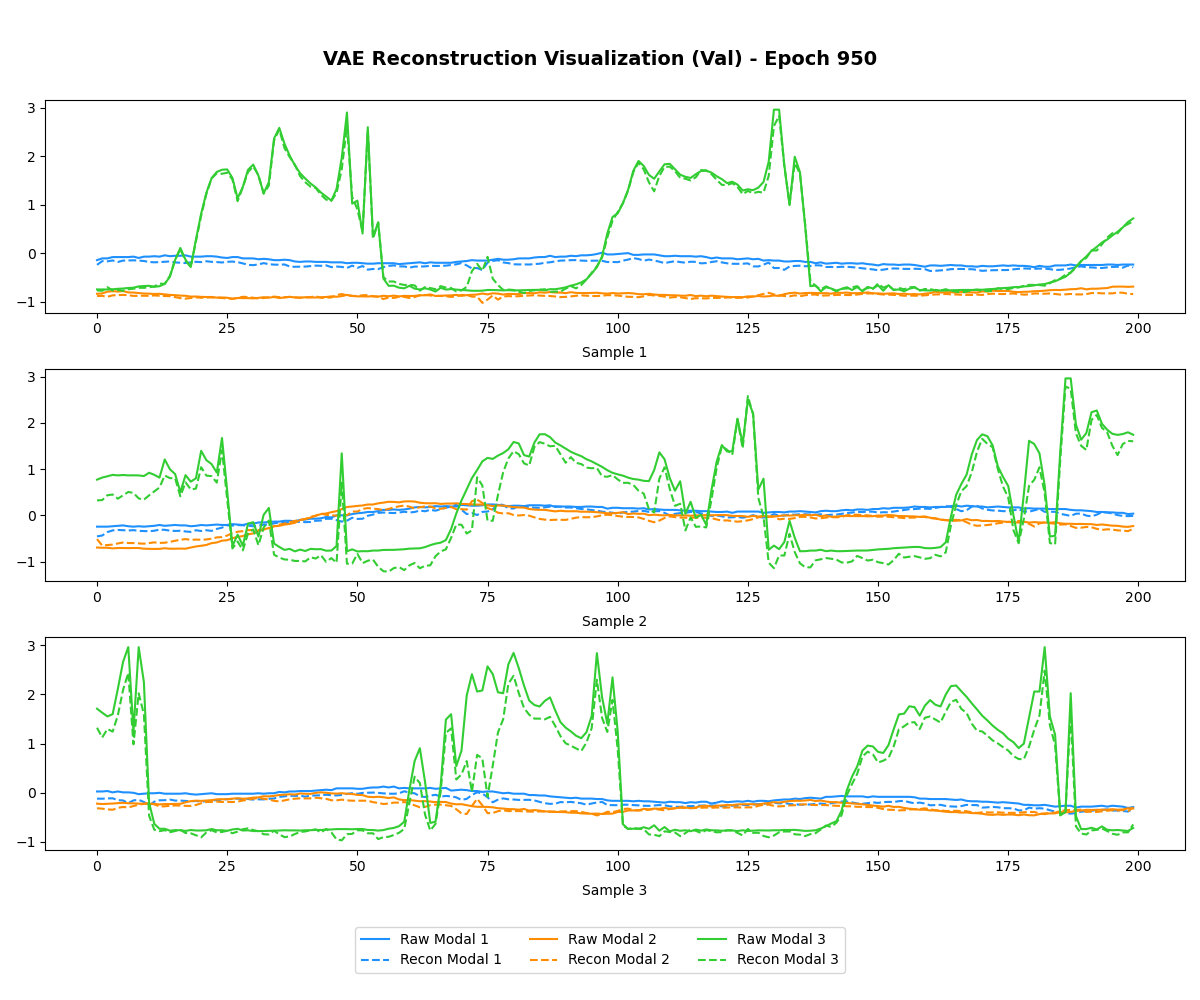 VAE Reconstruction Visualization (Val) - Epoch 950
3
2
1
0
−1
0 25 50 75 100 125 150 175 200
Sample 1
3
2
1
0
−1
0 25 50 75 100 125 150 175 200
Sample 2
3
2
1
0
−1
0 25 50 75 100 125 150 175 200
Sample 3
Raw Modal 1 Raw Modal 2 Raw Modal 3
Recon Modal 1 Recon Modal 2 Recon Modal 3